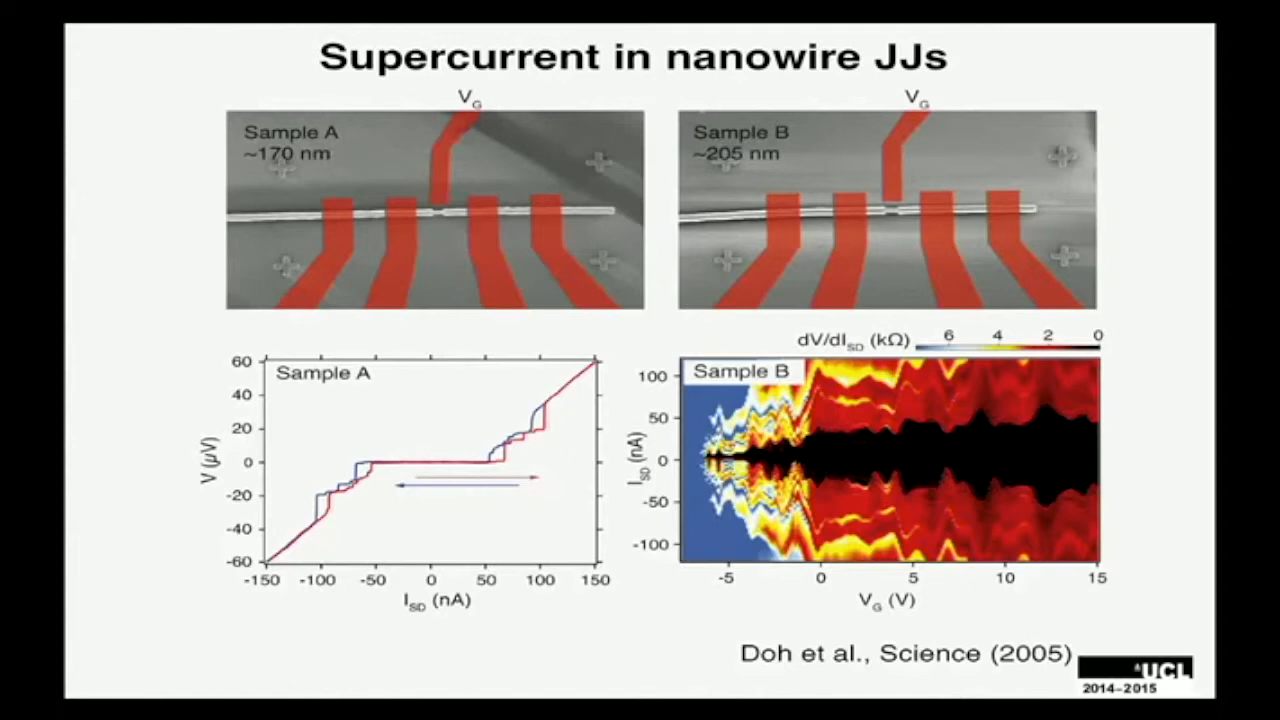 Supercurrent in nanowire JJs
V_G
V_G
Sample A
~170 nm
Sample B
~205 nm
dV/dI_SD (kΩ)
6 4 2 0
Sample A
60
40
20
0
-20
-40
-60
V (µV)
-150 -100 -50 0 50 100 150
I_SD (nA)
Sample B
100
50
0
-50
-100
I_SD (nA)
-5 0 5 10 15
V_G (V)
Doh et al., Science (2005)
UCL
2014–2015